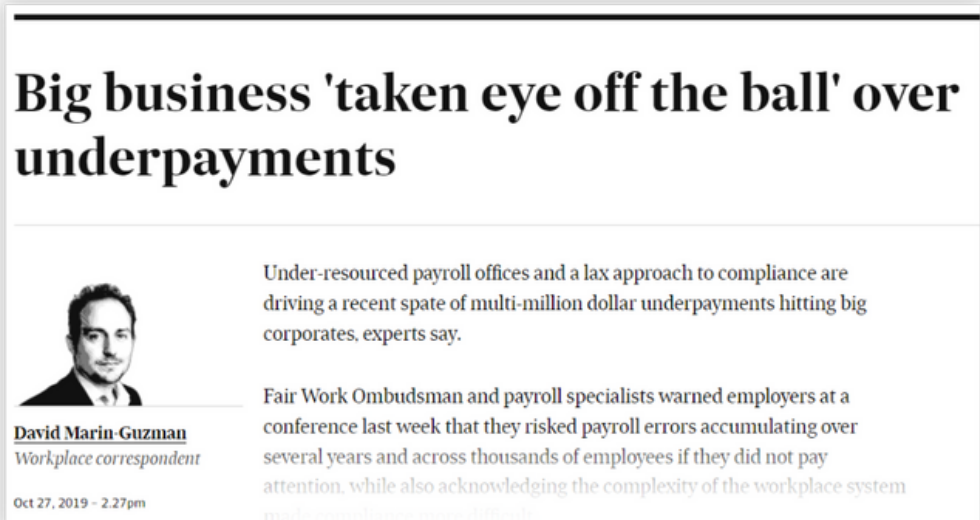 Big business 'taken eye off the ball' over
underpayments
David Marin-Guzman
Workplace correspondent
Oct 27, 2019 – 2.27pm
Under-resourced payroll offices and a lax approach to compliance are
driving a recent spate of multi-million dollar underpayments hitting big
corporates, experts say.
Fair Work Ombudsman and payroll specialists warned employers at a
conference last week that they risked payroll errors accumulating over
several years and across thousands of employees if they did not pay
attention, while also acknowledging the complexity of the workplace system
made compliance more difficult.